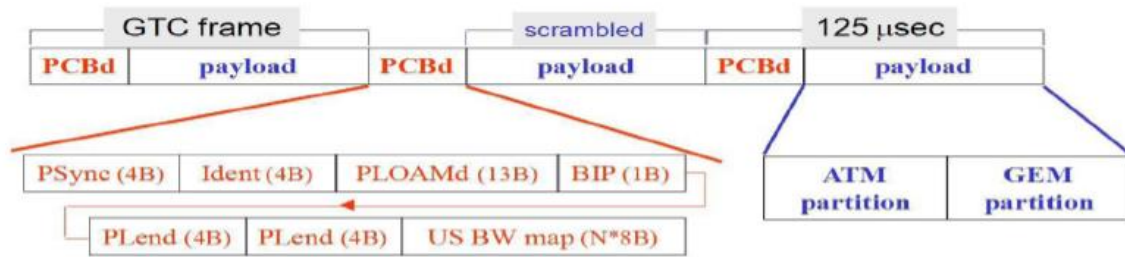 GTC frame scrambled 125 μsec
PCBd payload PCBd payload PCBd payload
PSync (4B) Ident (4B) PLOAMd (13B) BIP (1B)
ATM partition GEM partition
PLend (4B) PLend (4B) US BW map (N*8B)